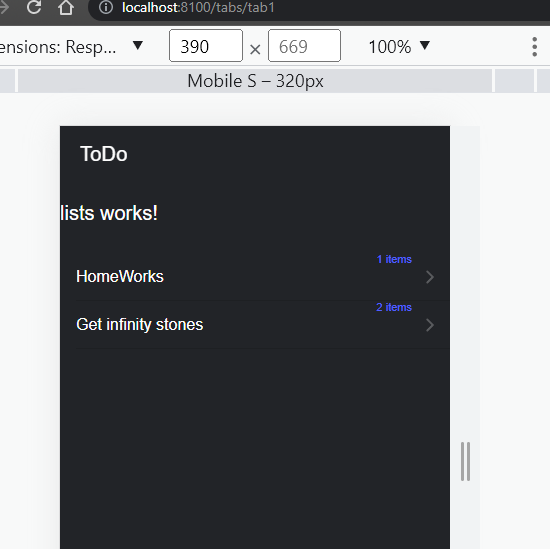 localhost:8100/tabs/tab1
ensions: Resp... ▼ 390 × 669 100% ▼
Mobile S – 320px
ToDo
lists works!
1 items
HomeWorks
2 items
Get infinity stones